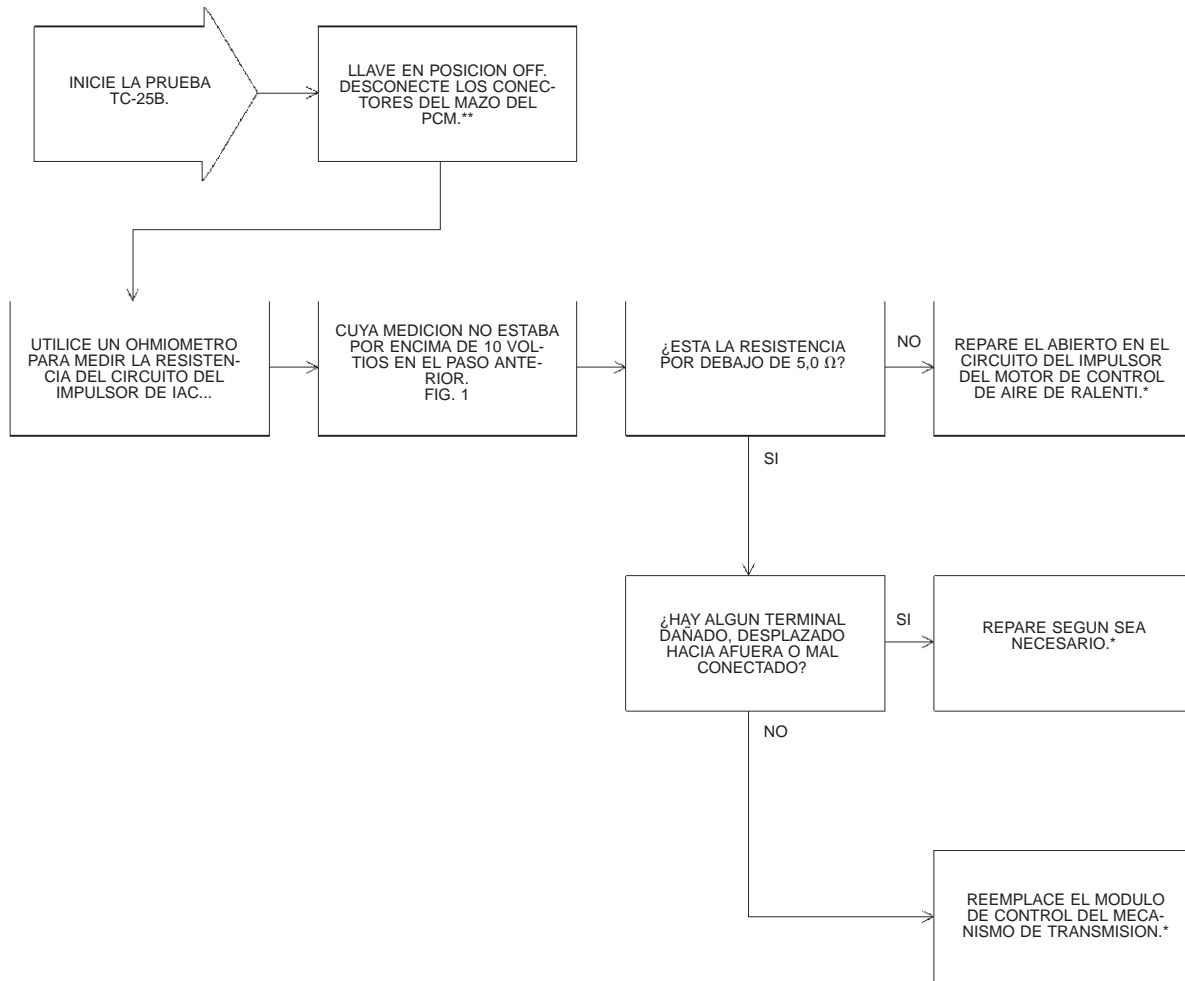 INICIE LA PRUEBA
TC-25B.
LLAVE EN POSICION OFF.
DESCONECTE LOS CONEC-
TORES DEL MAZO DEL
PCM.**
UTILICE UN OHMIOMETRO
PARA MEDIR LA RESISTEN-
CIA DEL CIRCUITO DEL
IMPULSOR DE IAC...
CUYA MEDICION NO ESTABA
POR ENCIMA DE 10 VOL-
TIOS EN EL PASO ANTE-
RIOR.
FIG. 1
¿ESTA LA RESISTENCIA
POR DEBAJO DE 5,0 Ω?
NO
REPARE EL ABIERTO EN EL
CIRCUITO DEL IMPULSOR
DEL MOTOR DE CONTROL
DE AIRE DE RALENTI.*
SI
¿HAY ALGUN TERMINAL
DAÑADO, DESPLAZADO
HACIA AFUERA O MAL
CONECTADO?
SI
REPARE SEGUN SEA
NECESARIO.*
NO
REEMPLACE EL MODULO
DE CONTROL DEL MECA-
NISMO DE TRANSMISION.*